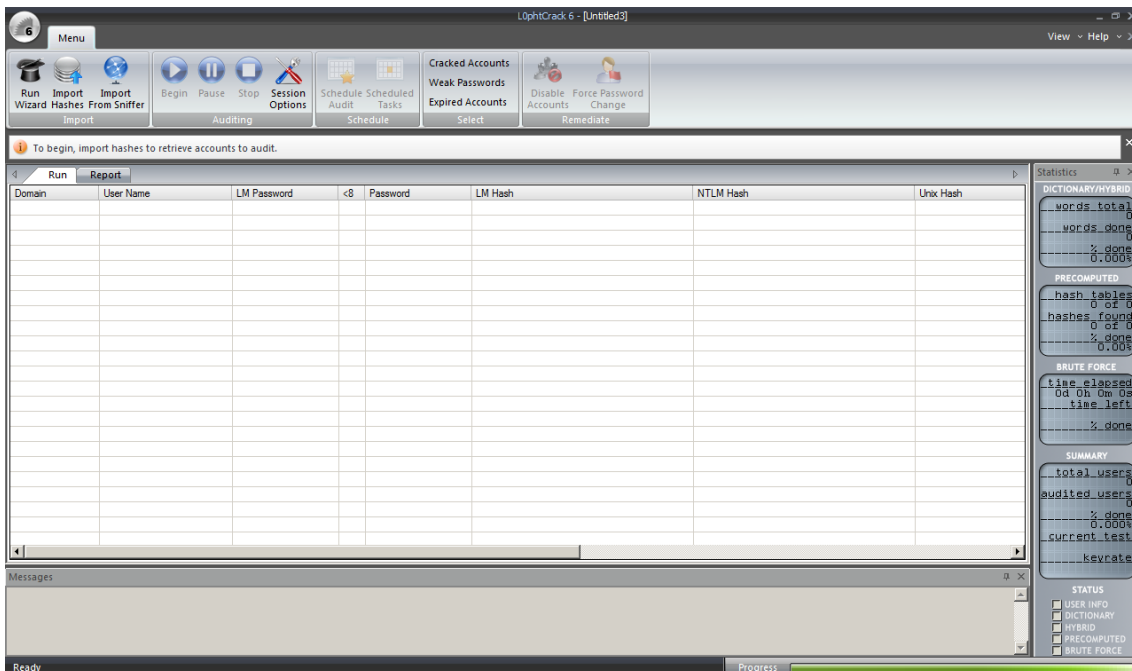 L0phtCrack 6 - [Untitled3]
6
Menu
View
Help
Run Wizard
Import Hashes
Import From Sniffer
Import
Begin
Pause
Stop
Session Options
Auditing
Schedule Audit
Scheduled Tasks
Schedule
Cracked Accounts
Weak Passwords
Expired Accounts
Select
Disable Accounts
Force Password Change
Remediate
To begin, import hashes to retrieve accounts to audit.
Run
Report
Domain
User Name
LM Password
<8
Password
LM Hash
NTLM Hash
Unix Hash
Statistics
DICTIONARY/HYBRID
words total
0
words done
0
% done
0.000%
PRECOMPUTED
hash tables
0 of 0
hashes found
0 of 0
% done
0.00%
BRUTE FORCE
time elapsed
0d 0h 0m 0s
time left
% done
SUMMARY
total users
0
audited users
0
% done
0.000%
current test
keyrate
STATUS
USER INFO
DICTIONARY
HYBRID
PRECOMPUTED
BRUTE FORCE
Messages
Ready
Progress